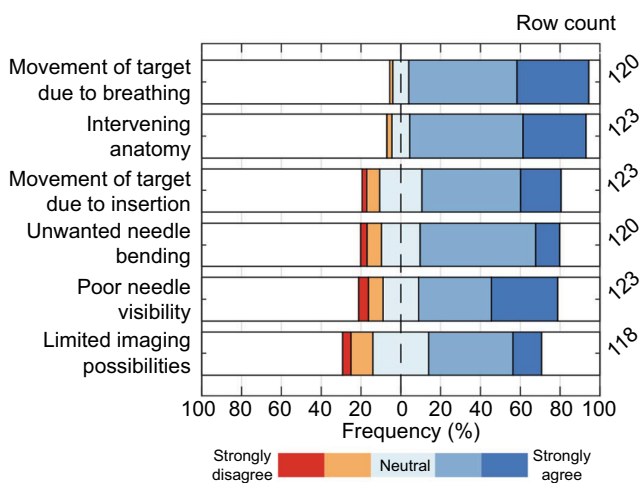 Row count
Movement of target
due to breathing
120
Intervening
anatomy
123
Movement of target
due to insertion
123
Unwanted needle
bending
120
Poor needle
visibility
123
Limited imaging
possibilities
118
100 80 60 40 20 0 20 40 60 80 100
Frequency (%)
Strongly
disagree
Neutral
Strongly
agree